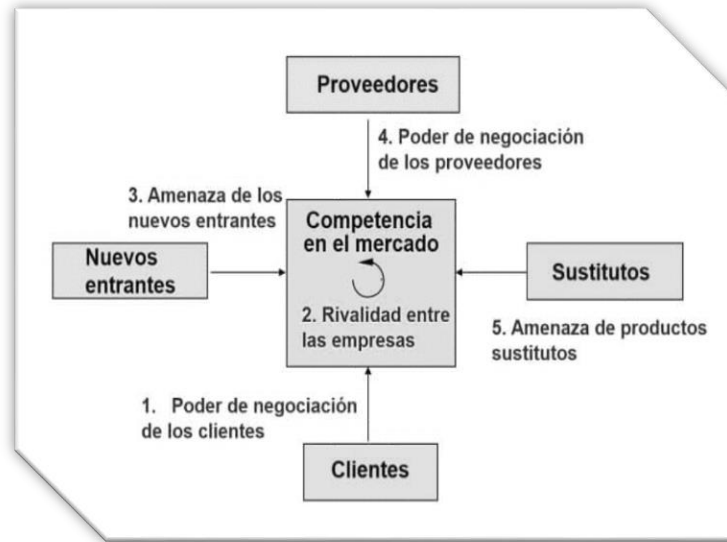 Proveedores
4. Poder de negociación
de los proveedores
3. Amenaza de los
nuevos entrantes
Competencia
en el mercado
Nuevos
entrantes
Sustitutos
2. Rivalidad entre
las empresas
5. Amenaza de productos
sustitutos
1. Poder de negociación
de los clientes
Clientes